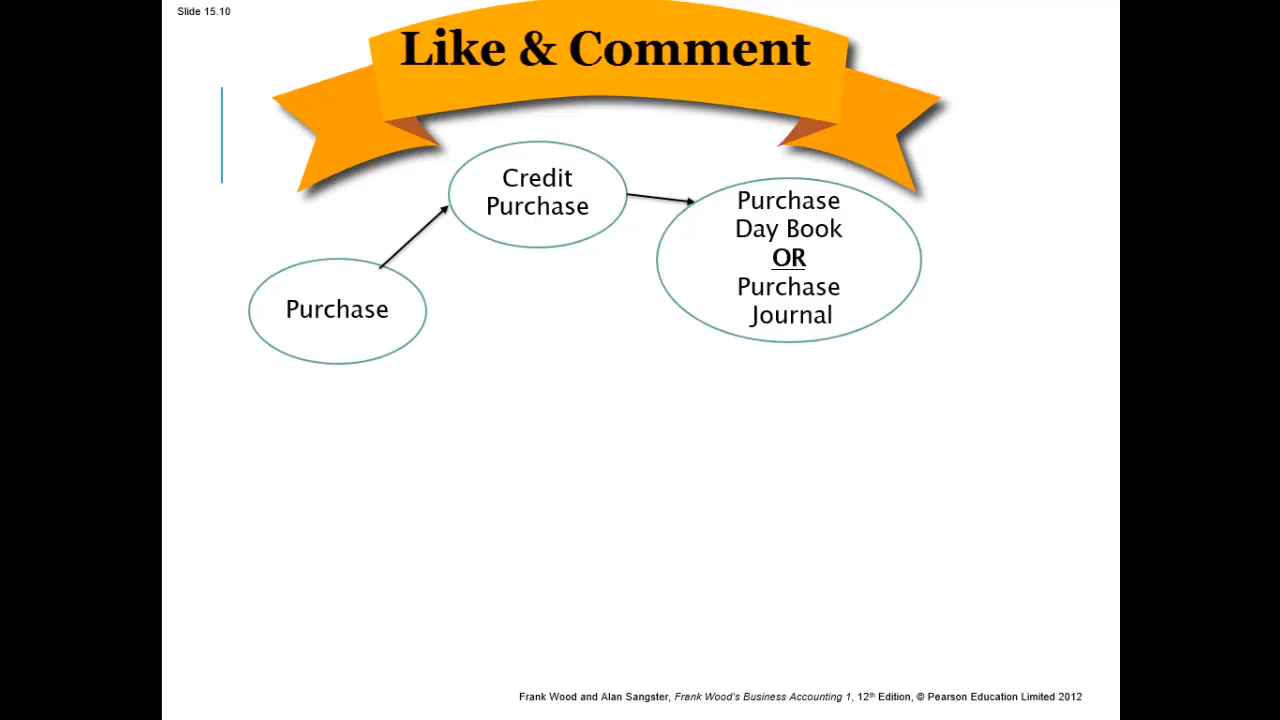 Slide 15.10
Like & Comment
Credit
Purchase
Purchase
Day Book
OR
Purchase
Journal
Purchase
Frank Wood and Alan Sangster, Frank Wood's Business Accounting 1, 12th Edition, © Pearson Education Limited 2012